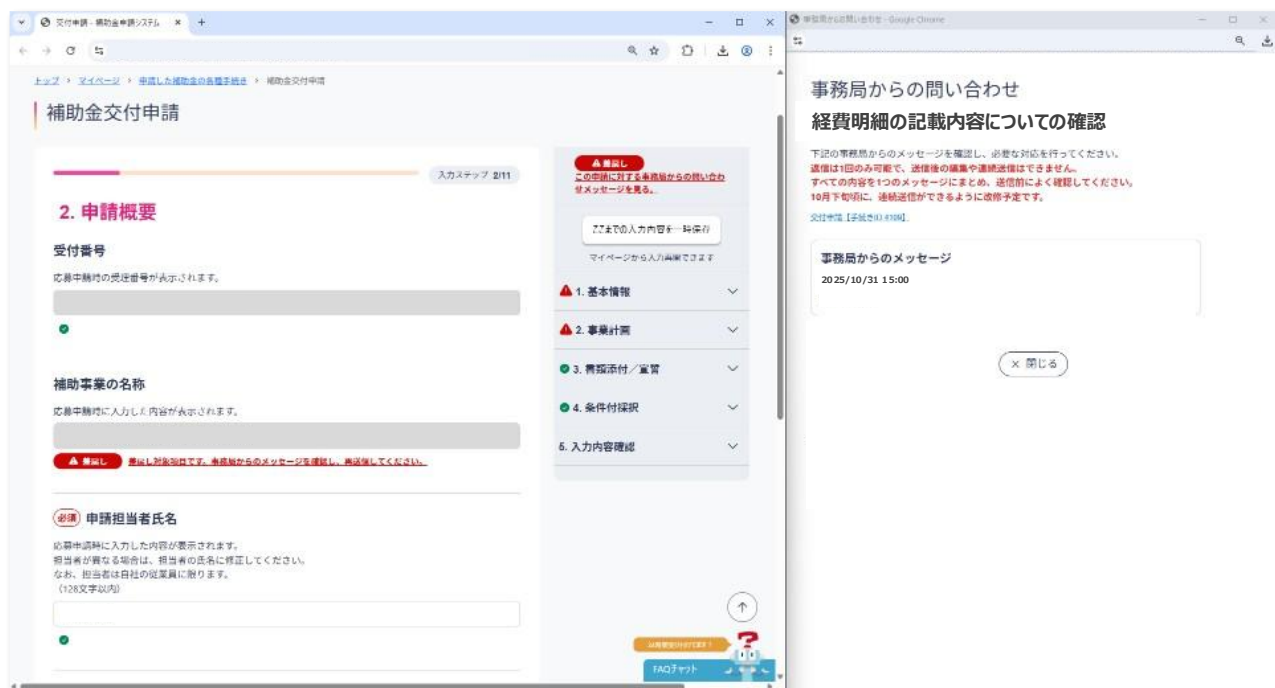 交付申請 - 補助金申請システム
トップ > マイページ > 申請した補助金の各種手続き > 補助金交付申請
補助金交付申請
入力ステップ 2/11
2. 申請概要
受付番号
応募申請時の受理番号が表示されます。
補助事業の名称
応募申請時に入力した内容が表示されます。
差戻し
差戻し対象項目です。事務局からのメッセージを確認し、再送信してください。
必須 申請担当者氏名
応募申請時に入力した内容が表示されます。
担当者が異なる場合は、担当者の氏名に修正してください。
なお、担当者は自社の従業員に限ります。
(128文字以内)
差戻し
この申請に対する事務局からの問い合わ
せメッセージを見る。
ここまでの入力内容を一時保存
マイページから入力再開できます
1. 基本情報
2. 事業計画
3. 書類添付/宣誓
4. 条件付採択
5. 入力内容確認
FAQチャット
事務局からの問い合わせ - Google Chrome
事務局からの問い合わせ
経費明細の記載内容についての確認
下記の事務局からのメッセージを確認し、必要な対応を行ってください。
返信は1回のみ可能で、送信後の編集や連続送信はできません。
すべての内容を1つのメッセージにまとめ、送信前によく確認してください。
10月下旬頃に、連続送信ができるように改修予定です。
事務局からのメッセージ
2025/10/31 15:00
× 閉じる